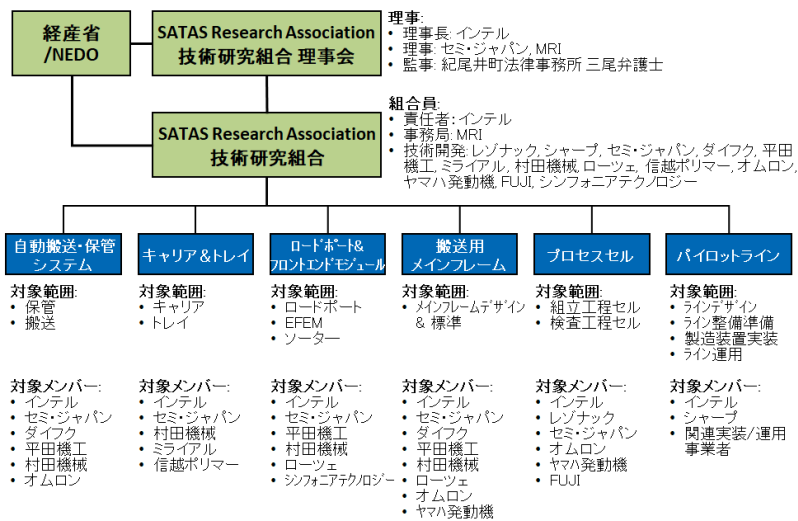 経産省
/NEDO
SATAS Research Association
技術研究組合 理事会
理事:
• 理事長: インテル
• 理事: セミ・ジャパン, MRI
• 監事: 紀尾井町法律事務所 三尾弁護士
SATAS Research Association
技術研究組合
組合員:
• 責任者：インテル
• 事務局: MRI
• 技術開発: レゾナック, シャープ, セミ・ジャパン, ダイフク, 平田
機工, ミライアル, 村田機械, ローツェ, 信越ポリマー, オムロン,
ヤマハ発動機, FUJI, シンフォニアテクノロジー
自動搬送・保管
システム
対象範囲:
• 保管
• 搬送
対象メンバー:
• インテル
• セミ・ジャパン
• ダイフク
• 平田機工
• 村田機械
• オムロン
キャリア＆トレイ
対象範囲:
• キャリア
• トレイ
対象メンバー:
• インテル
• セミ・ジャパン
• 村田機械
• ミライアル
• 信越ポリマー
ロードポート&
フロントエンドモジュール
対象範囲:
• ロードポート
• EFEM
• ソーター
対象メンバー:
• インテル
• セミ・ジャパン
• 平田機工
• 村田機械
• ローツェ
• シンフォニアテクノロジー
搬送用
メインフレーム
対象範囲:
• メインフレームデザイン
& 標準
対象メンバー:
• インテル
• セミ・ジャパン
• ダイフク
• 平田機工
• 村田機械
• ローツェ
• オムロン
• ヤマハ発動機
プロセスセル
対象範囲:
• 組立工程セル
• 検査工程セル
対象メンバー:
• インテル
• レゾナック
• セミ・ジャパン
• オムロン
• ヤマハ発動機
• FUJI
パイロットライン
対象範囲:
• ラインデザイン
• ライン整備準備
• 製造装置実装
• ライン運用
対象メンバー:
• インテル
• シャープ
• 関連実装/運用
事業者